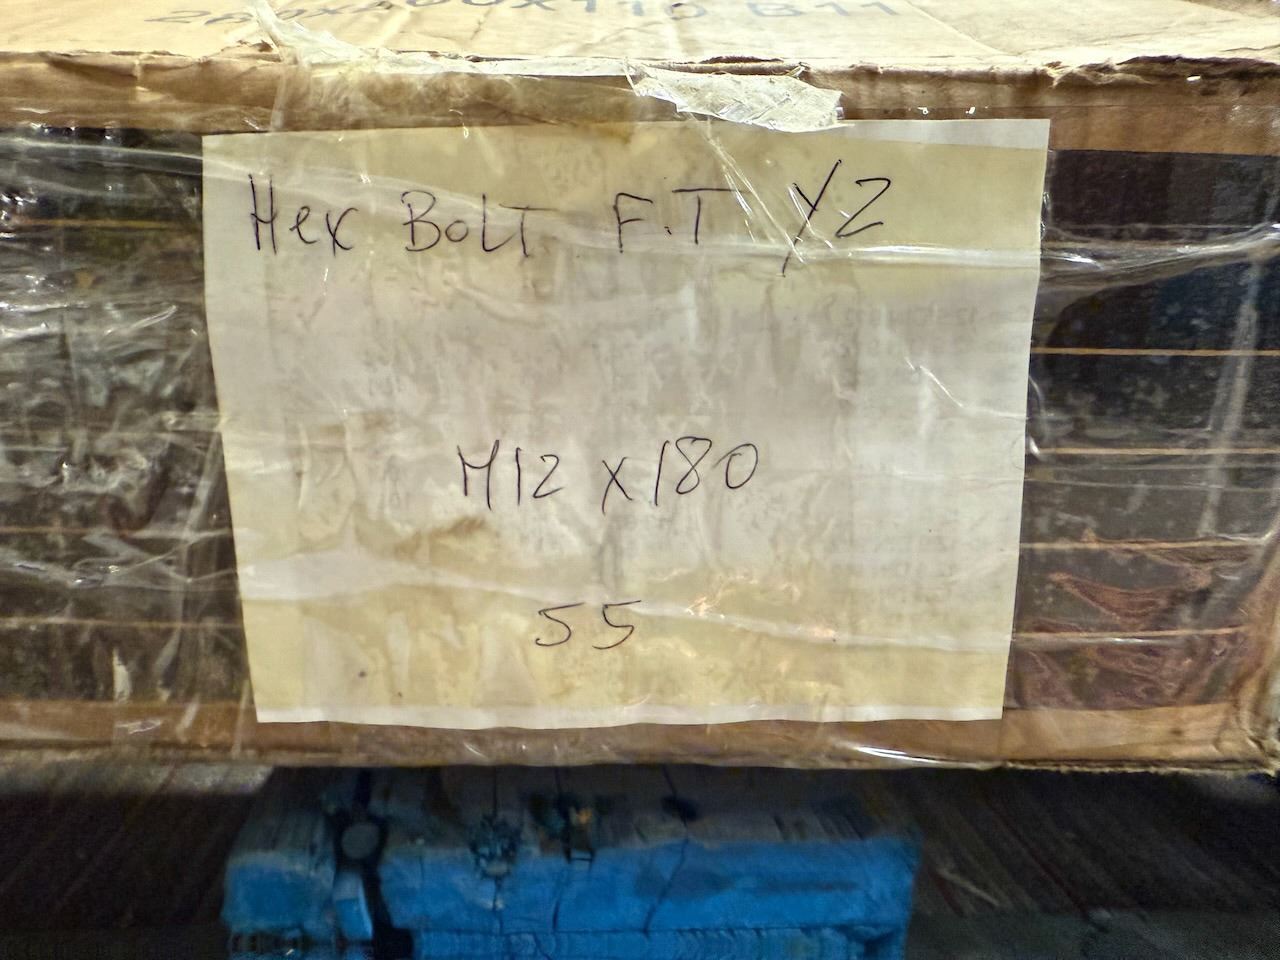 Hex BOLT F.T YZ
M12 x 180
55